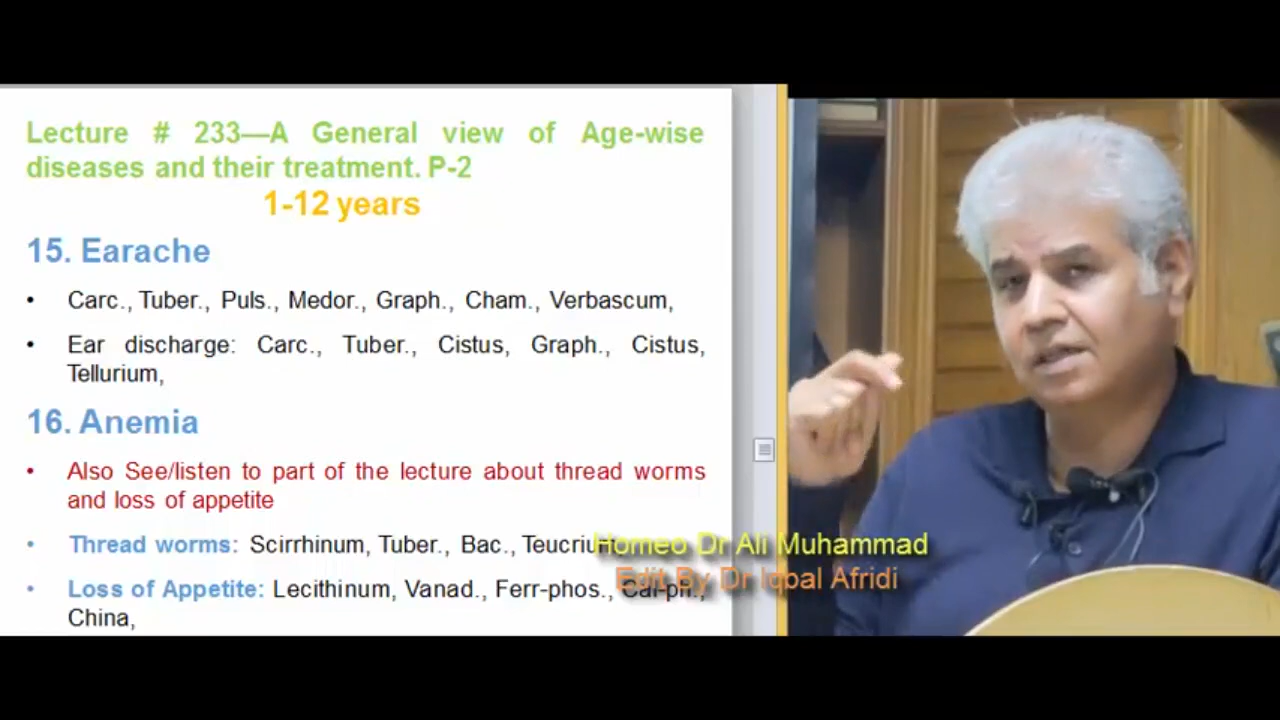 Lecture # 233—A General view of Age-wise
diseases and their treatment. P-2
1-12 years
15. Earache
• Carc., Tuber., Puls., Medor., Graph., Cham., Verbascum,
• Ear discharge: Carc., Tuber., Cistus, Graph., Cistus,
Tellurium,
16. Anemia
• Also See/listen to part of the lecture about thread worms
and loss of appetite
• Thread worms: Scirrhinum, Tuber., Bac.,
Homeo Dr Ali Muhammad
Edit By Dr Iqbal Afridi
• Loss of Appetite: Lecithinum, Vanad., Ferr-phos.,
China,